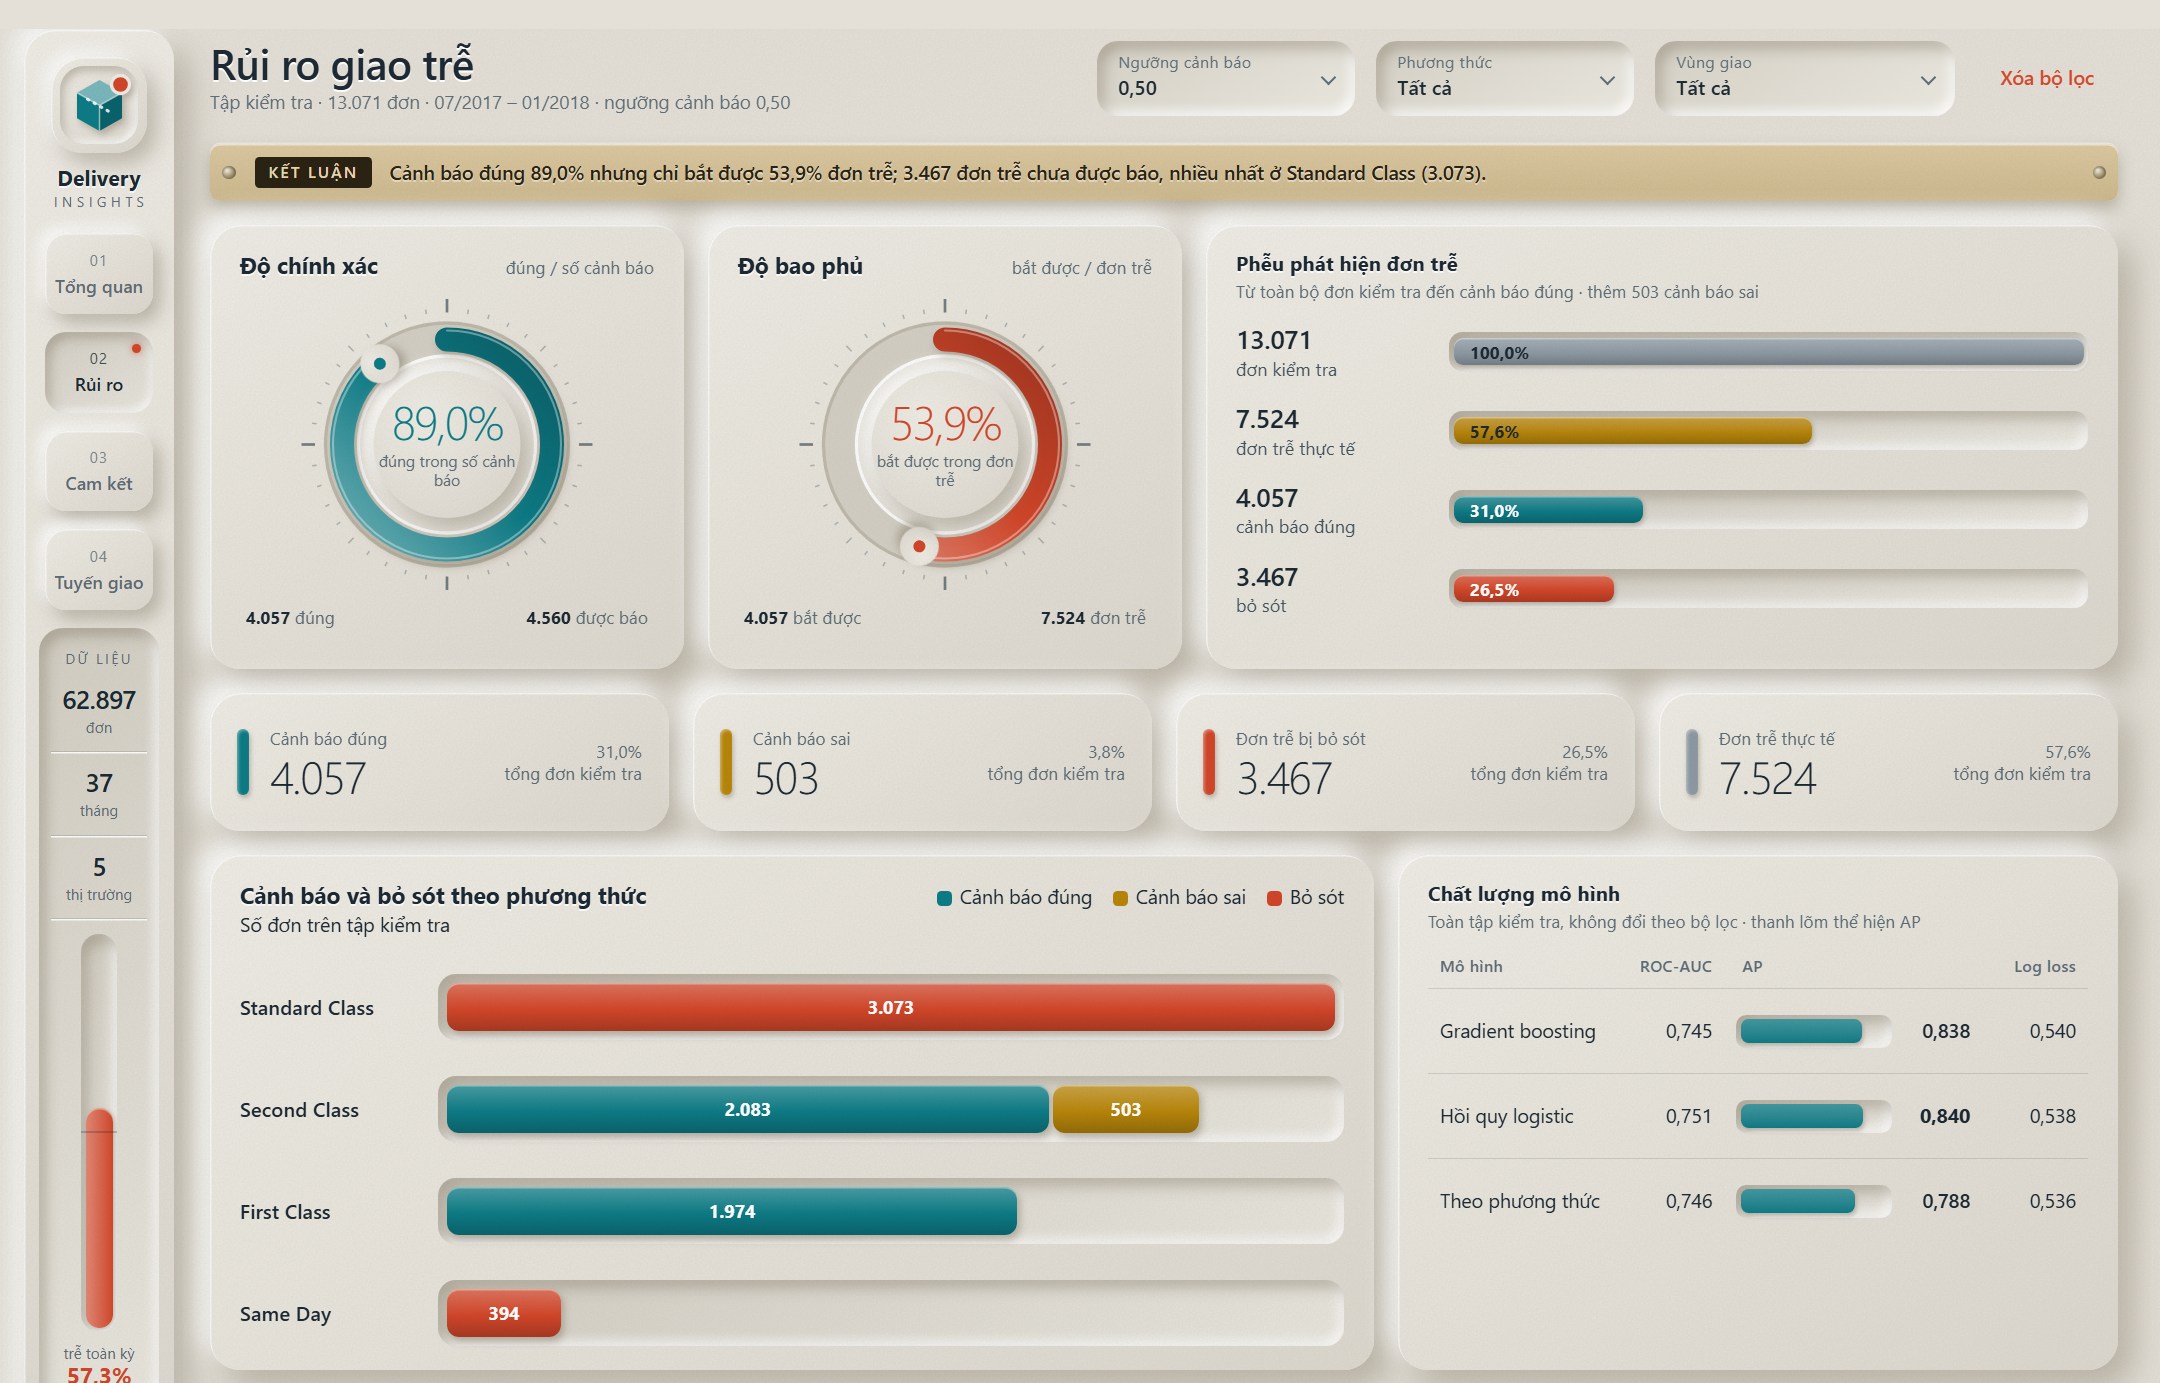 Delivery
INSIGHTS
01
Tổng quan
02
Rủi ro
03
Cam kết
04
Tuyến giao
DỮ LIỆU
62.897
đơn
37
tháng
5
thị trường
trễ toàn kỳ
57,3%
Rủi ro giao trễ
Tập kiểm tra · 13.071 đơn · 07/2017 – 01/2018 · ngưỡng cảnh báo 0,50
Ngưỡng cảnh báo
0,50
Phương thức
Tất cả
Vùng giao
Tất cả
Xóa bộ lọc
KẾT LUẬN Cảnh báo đúng 89,0% nhưng chỉ bắt được 53,9% đơn trễ; 3.467 đơn trễ chưa được báo, nhiều nhất ở Standard Class (3.073).
Độ chính xác đúng / số cảnh báo
89,0%
đúng trong số cảnh
báo
4.057 đúng 4.560 được báo
Độ bao phủ bắt được / đơn trễ
53,9%
bắt được trong đơn
trễ
4.057 bắt được 7.524 đơn trễ
Phễu phát hiện đơn trễ
Từ toàn bộ đơn kiểm tra đến cảnh báo đúng · thêm 503 cảnh báo sai
13.071
đơn kiểm tra
100,0%
7.524
đơn trễ thực tế
57,6%
4.057
cảnh báo đúng
31,0%
3.467
bỏ sót
26,5%
Cảnh báo đúng
4.057
31,0%
tổng đơn kiểm tra
Cảnh báo sai
503
3,8%
tổng đơn kiểm tra
Đơn trễ bị bỏ sót
3.467
26,5%
tổng đơn kiểm tra
Đơn trễ thực tế
7.524
57,6%
tổng đơn kiểm tra
Cảnh báo và bỏ sót theo phương thức
Số đơn trên tập kiểm tra
Cảnh báo đúng Cảnh báo sai Bỏ sót
Standard Class 3.073
Second Class 2.083 503
First Class 1.974
Same Day 394
Chất lượng mô hình
Toàn tập kiểm tra, không đổi theo bộ lọc · thanh lõm thể hiện AP
Mô hình ROC-AUC AP Log loss
Gradient boosting 0,745 0,838 0,540
Hồi quy logistic 0,751 0,840 0,538
Theo phương thức 0,746 0,788 0,536